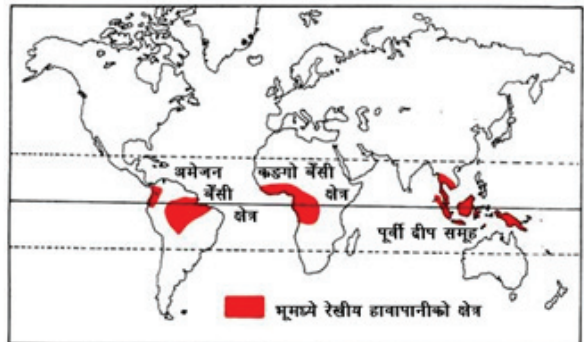 अमेजन
बेँसी
क्षेत्र
कङगो बेँसी
क्षेत्र
पूर्वी दीप समूह
भूमध्ये रेखीय हावापानीको क्षेत्र